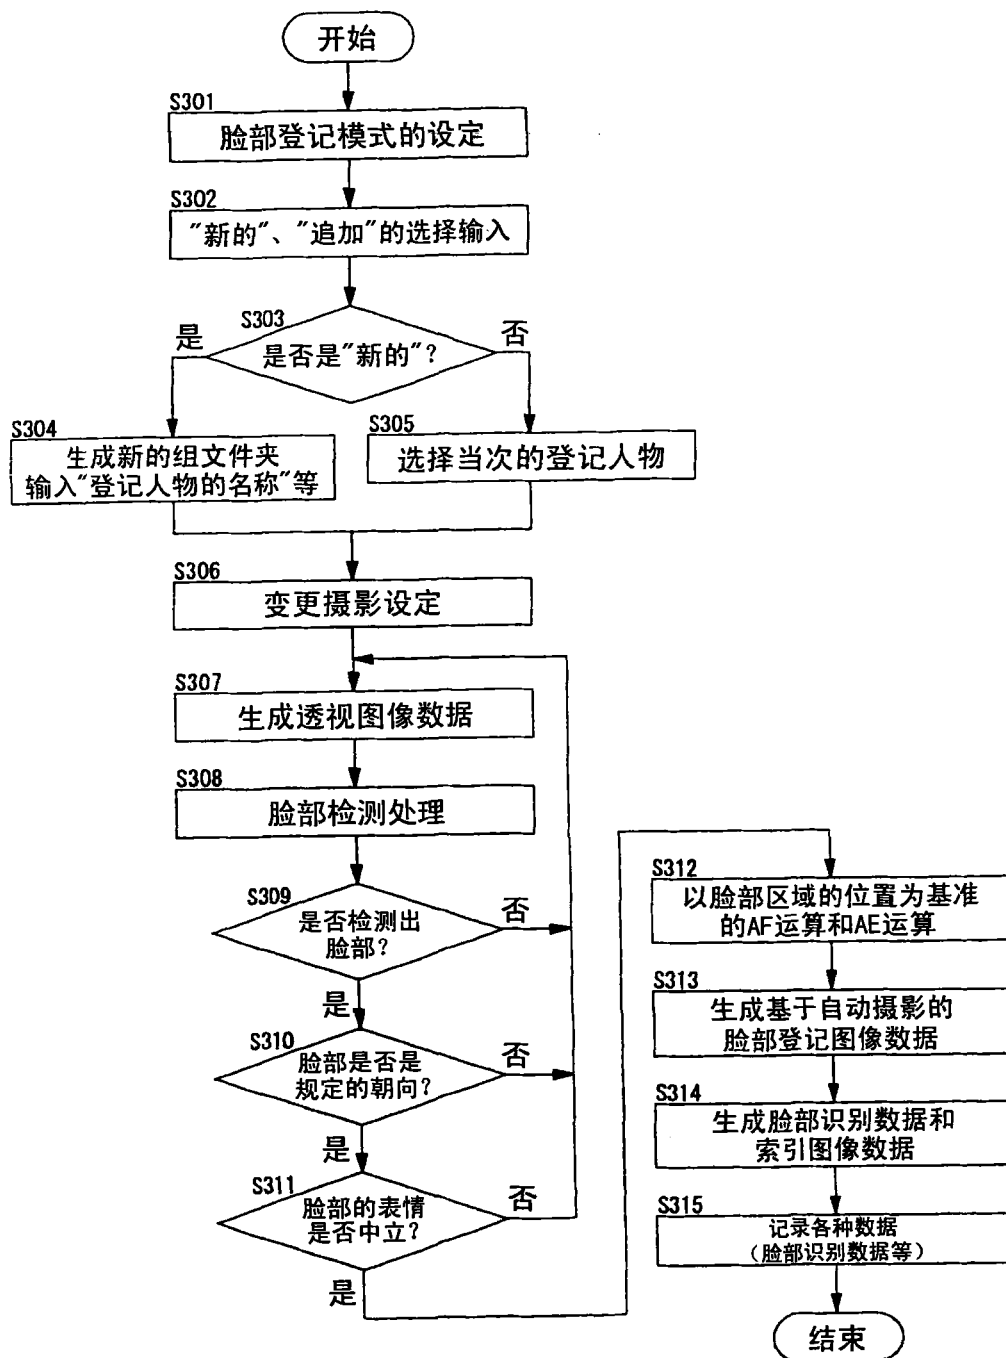 开始
S301
脸部登记模式的设定
S302
"新的"、"追加"的选择输入
S303
是
否
是否是"新的"?
S304
生成新的组文件夹
输入"登记人物的名称"等
S305
选择当次的登记人物
S306
变更摄影设定
S307
生成透视图像数据
S308
脸部检测处理
S309
是否检测出
脸部?
否
是
S310
脸部是否是
规定的朝向?
否
是
S311
脸部的表情
是否中立?
否
是
S312
以脸部区域的位置为基准
的AF运算和AE运算
S313
生成基于自动摄影的
脸部登记图像数据
S314
生成脸部识别数据和
索引图像数据
S315
记录各种数据
(脸部识别数据等)
结束